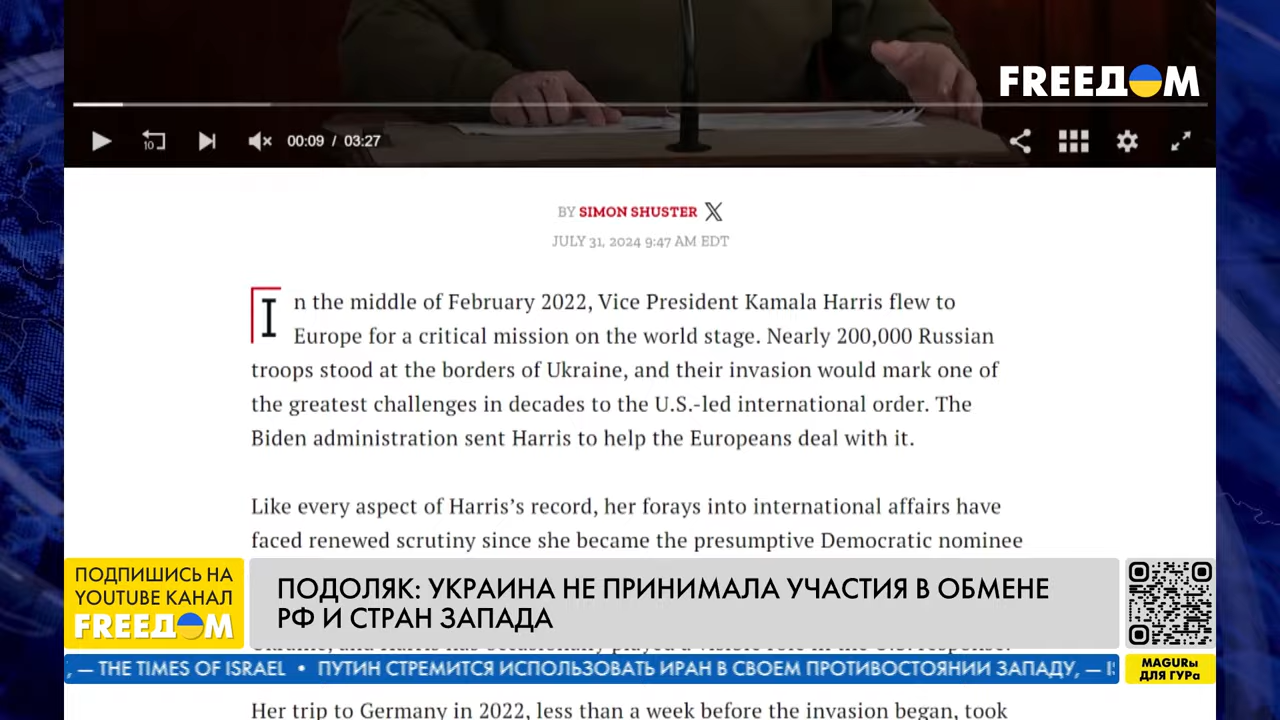 FREEДOM
10
00:09 / 03:27
BY SIMON SHUSTER
JULY 31, 2024 9:47 AM EDT
In the middle of February 2022, Vice President Kamala Harris flew to
Europe for a critical mission on the world stage. Nearly 200,000 Russian
troops stood at the borders of Ukraine, and their invasion would mark one of
the greatest challenges in decades to the U.S.-led international order. The
Biden administration sent Harris to help the Europeans deal with it.
Like every aspect of Harris’s record, her forays into international affairs have
faced renewed scrutiny since she became the presumptive Democratic nominee
ПОДПИШИСЬ НА
YOUTUBE КАНАЛ
FREEДOM
ПОДОЛЯК: УКРАИНА НЕ ПРИНИМАЛА УЧАСТИЯ В ОБМЕНЕ
РФ И СТРАН ЗАПАДА
, — THE TIMES OF ISRAEL • ПУТИН СТРЕМИТСЯ ИСПОЛЬЗОВАТЬ ИРАН В СВОЕМ ПРОТИВОСТОЯНИИ ЗАПАДУ, —
MAGURы
ДЛЯ ГУРа
Her trip to Germany in 2022, less than a week before the invasion began, took